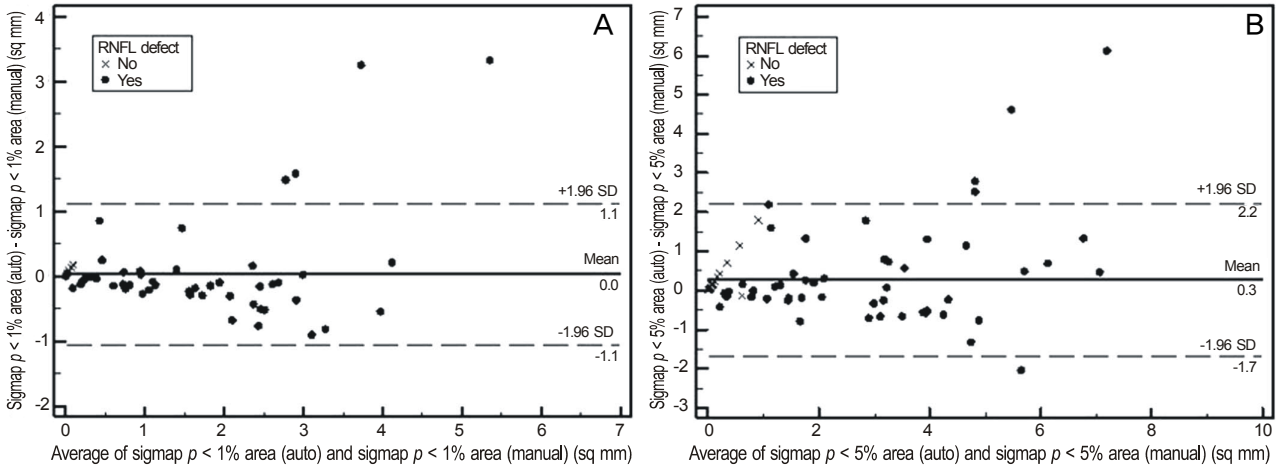 A
Sigmap p < 1% area (auto) - sigmap p < 1% area (manual) (sq mm)
4
3
2
1
0
-1
-2
RNFL defect
× No
● Yes
+1.96 SD
1.1
Mean
0.0
-1.96 SD
-1.1
0 1 2 3 4 5 6 7
Average of sigmap p < 1% area (auto) and sigmap p < 1% area (manual) (sq mm)
B
Sigmap p < 5% area (auto) - sigmap p < 5% area (manual) (sq mm)
7
6
5
4
3
2
1
0
-1
-2
-3
RNFL defect
× No
● Yes
+1.96 SD
2.2
Mean
0.3
-1.96 SD
-1.7
0 2 4 6 8 10
Average of sigmap p < 5% area (auto) and sigmap p < 5% area (manual) (sq mm)